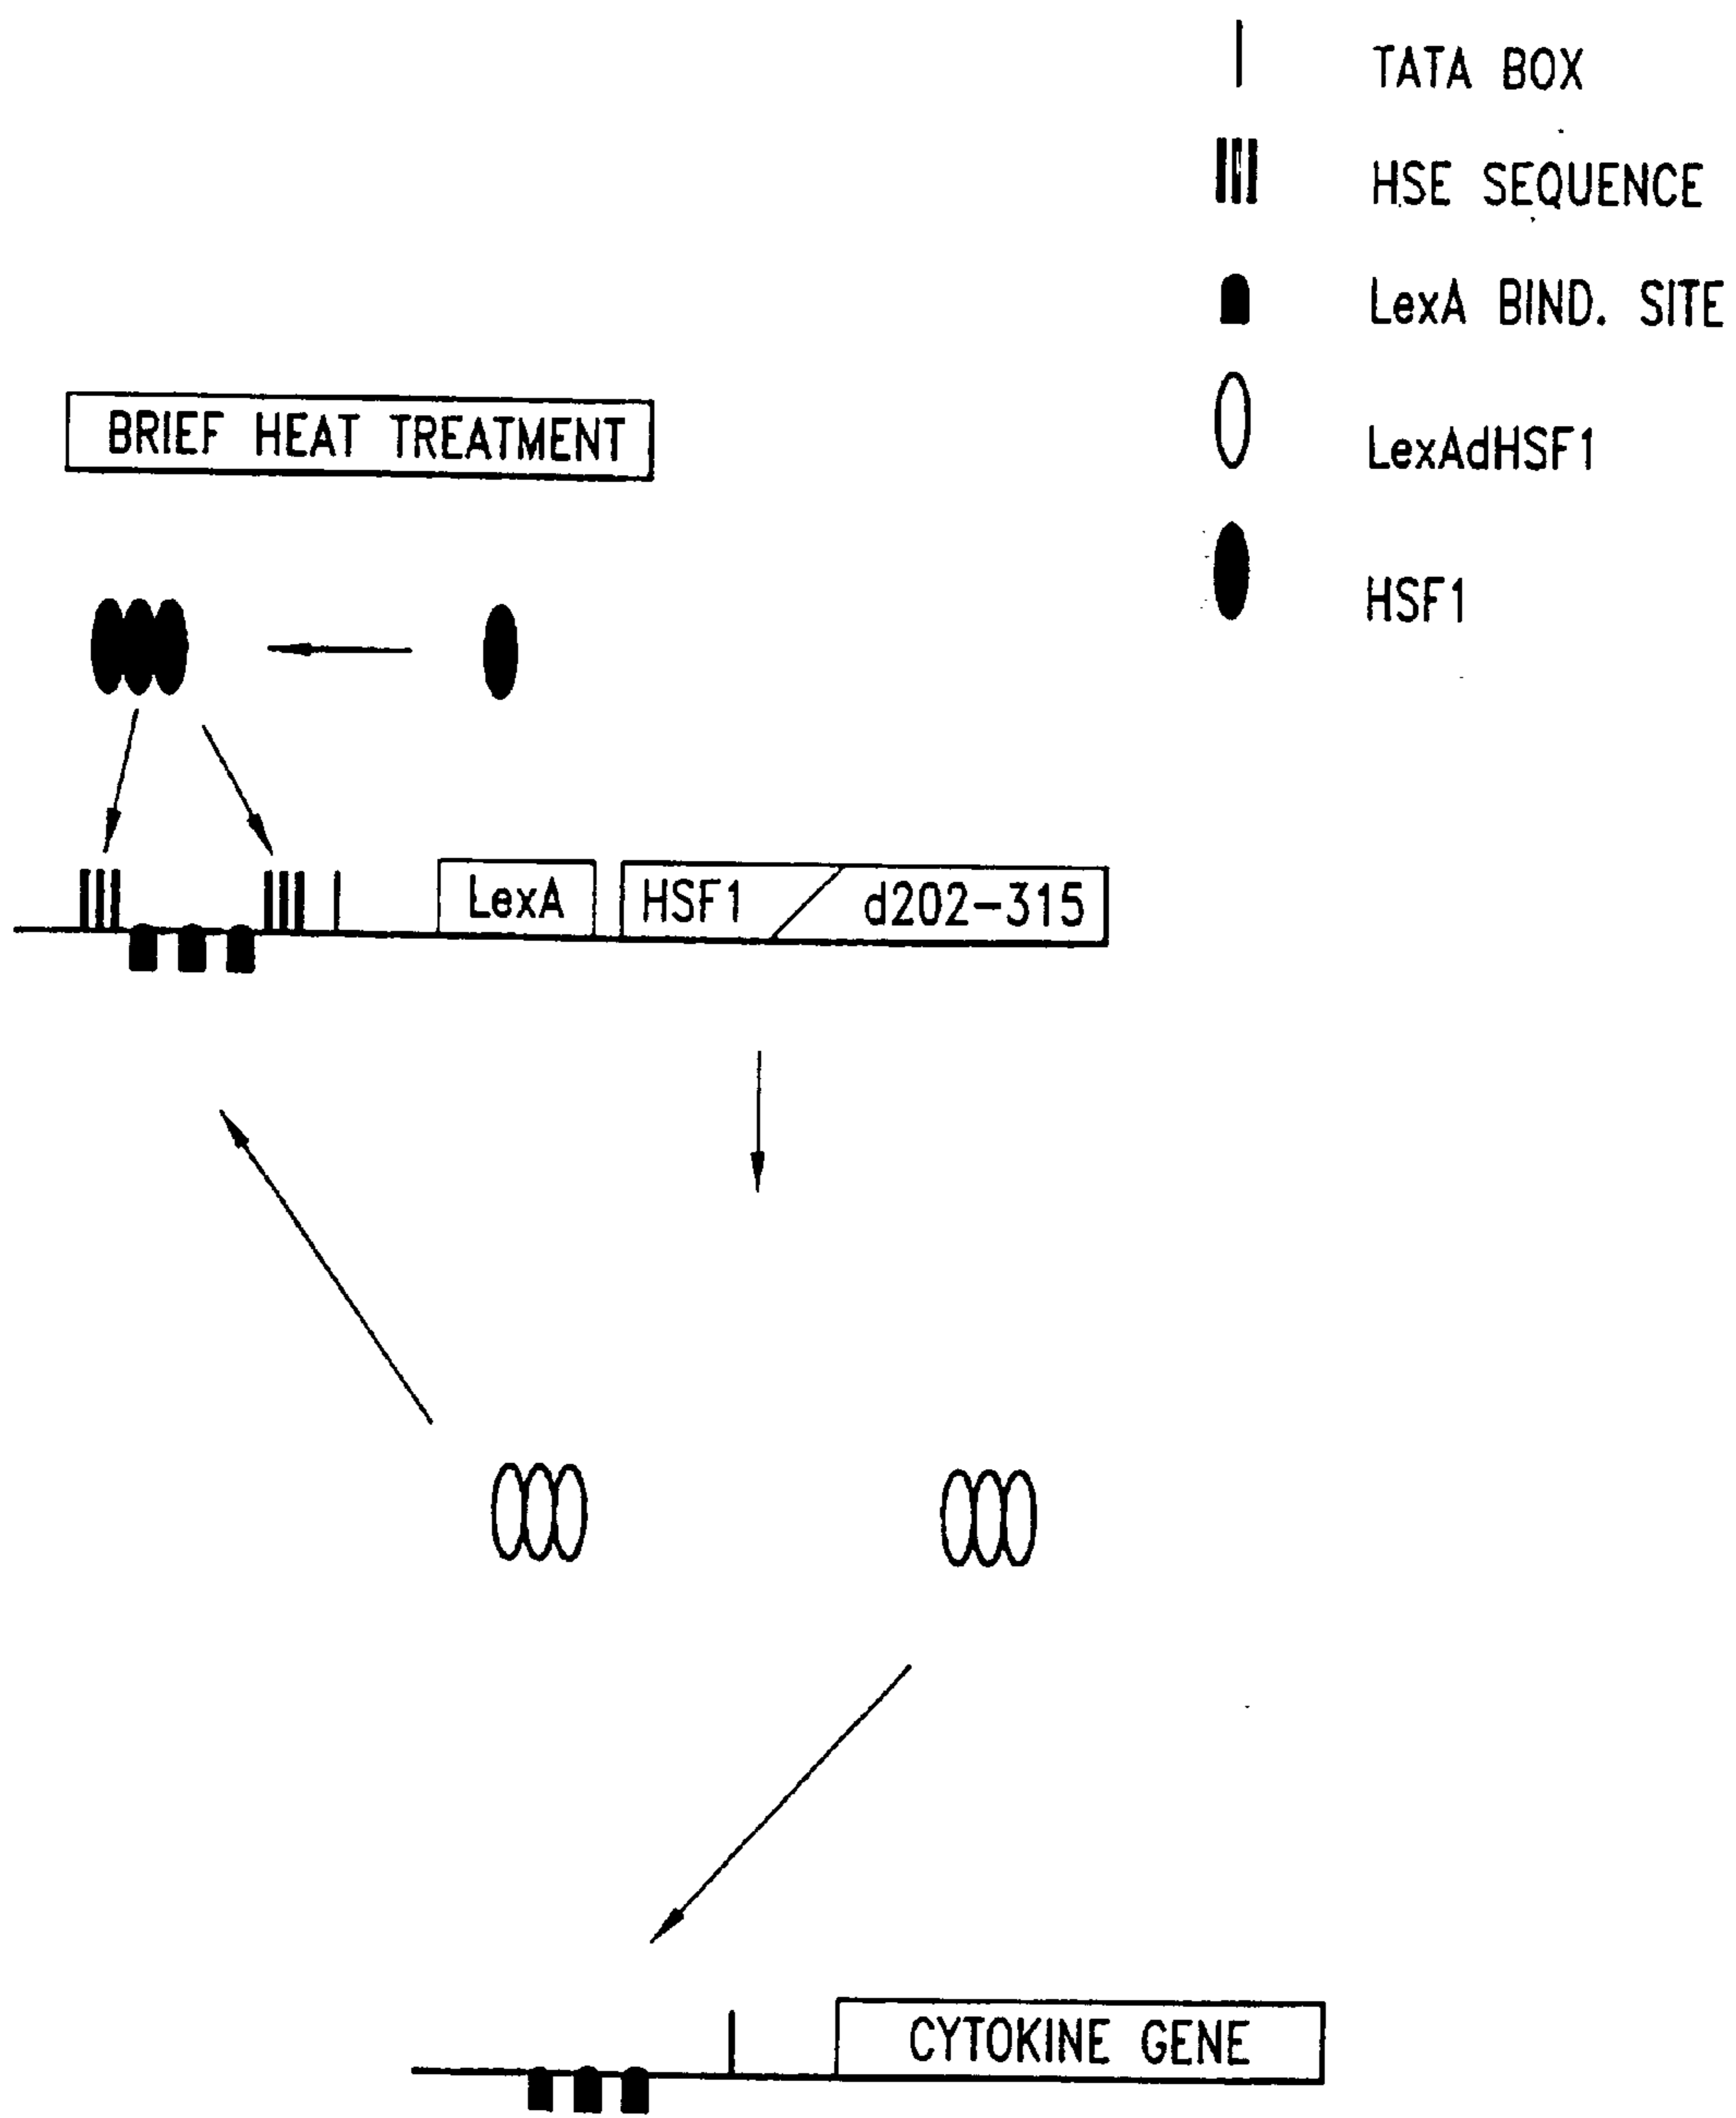 TATA BOX
HSE SEQUENCE
LexA BIND. SITE
BRIEF HEAT TREATMENT
LexAdHSF1
HSF1
LexA
HSF1
d202-315
CYTOKINE GENE